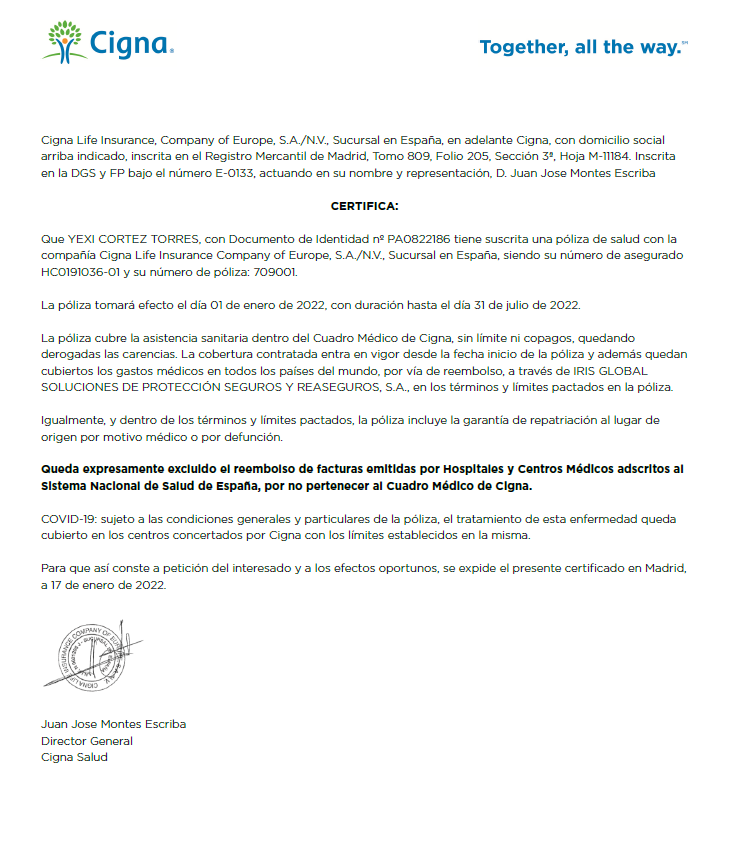 Cigna®
Together, all the way.℠
Cigna Life Insurance, Company of Europe, S.A./N.V., Sucursal en España, en adelante Cigna, con domicilio social
arriba indicado, inscrita en el Registro Mercantil de Madrid, Tomo 809, Folio 205, Sección 3ª, Hoja M-11184. Inscrita
en la DGS y FP bajo el número E-0133, actuando en su nombre y representación, D. Juan Jose Montes Escriba
CERTIFICA:
Que YEXI CORTEZ TORRES, con Documento de Identidad nº PA0822186 tiene suscrita una póliza de salud con la
compañía Cigna Life Insurance Company of Europe, S.A./N.V., Sucursal en España, siendo su número de asegurado
HC0191036-01 y su número de póliza: 709001.
La póliza tomará efecto el día 01 de enero de 2022, con duración hasta el día 31 de julio de 2022.
La póliza cubre la asistencia sanitaria dentro del Cuadro Médico de Cigna, sin límite ni copagos, quedando
derogadas las carencias. La cobertura contratada entra en vigor desde la fecha inicio de la póliza y además quedan
cubiertos los gastos médicos en todos los países del mundo, por vía de reembolso, a través de IRIS GLOBAL
SOLUCIONES DE PROTECCIÓN SEGUROS Y REASEGUROS, S.A., en los términos y límites pactados en la póliza.
Igualmente, y dentro de los términos y límites pactados, la póliza incluye la garantía de repatriación al lugar de
origen por motivo médico o por defunción.
Queda expresamente excluido el reembolso de facturas emitidas por Hospitales y Centros Médicos adscritos al
Sistema Nacional de Salud de España, por no pertenecer al Cuadro Médico de Cigna.
COVID-19: sujeto a las condiciones generales y particulares de la póliza, el tratamiento de esta enfermedad queda
cubierto en los centros concertados por Cigna con los límites establecidos en la misma.
Para que así conste a petición del interesado y a los efectos oportunos, se expide el presente certificado en Madrid,
a 17 de enero de 2022.
INSURANCE COMPANY OF
Juan Jose Montes Escriba
Director General
Cigna Salud